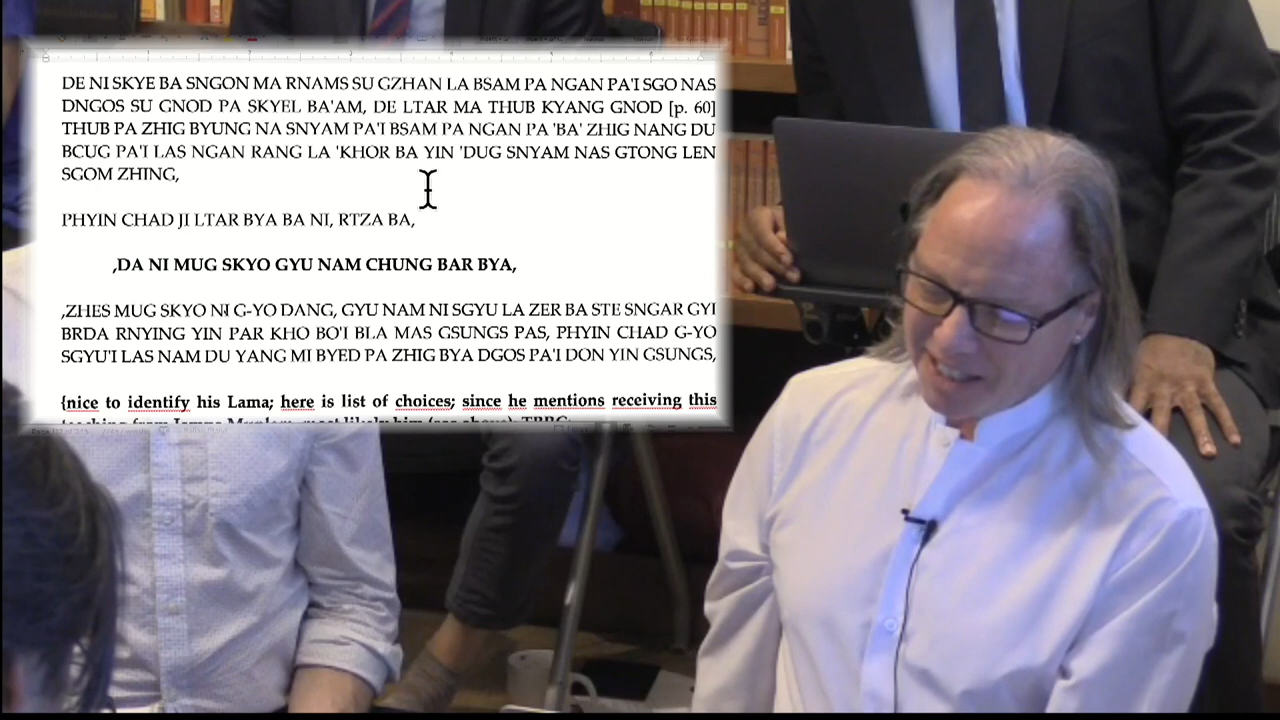 DE NI SKYE BA SNGON MA RNAMS SU GZHAN LA BSAM PA NGAN PA'I SGO NAS
DNGOS SU GNOD PA SKYEL BA'AM, DE LTAR MA THUB KYANG GNOD [p. 60]
THUB PA ZHIG BYUNG NA SNYAM PA'I BSAM PA NGAN PA 'BA' ZHIG NANG DU
BCUG PA'I LAS NGAN RANG LA 'KHOR BA YIN 'DUG SNYAM NAS GTONG LEN
SGOM ZHING,
PHYIN CHAD JI LTAR BYA BA NI, RTZA BA,
,DA NI MUG SKYO GYU NAM CHUNG BAR BYA,
,ZHES MUG SKYO NI G-YO DANG, GYU NAM NI SGYU LA ZER BA STE SNGAR GYI
BRDA RNYING YIN PAR KHO BO'I BLA MAS GSUNGS PAS, PHYIN CHAD G-YO
SGYU'I LAS NAM DU YANG MI BYED PA ZHIG BYA DGOS PA'I DON YIN GSUNGS,
{nice to identify his Lama; here is list of choices; since he mentions receiving this